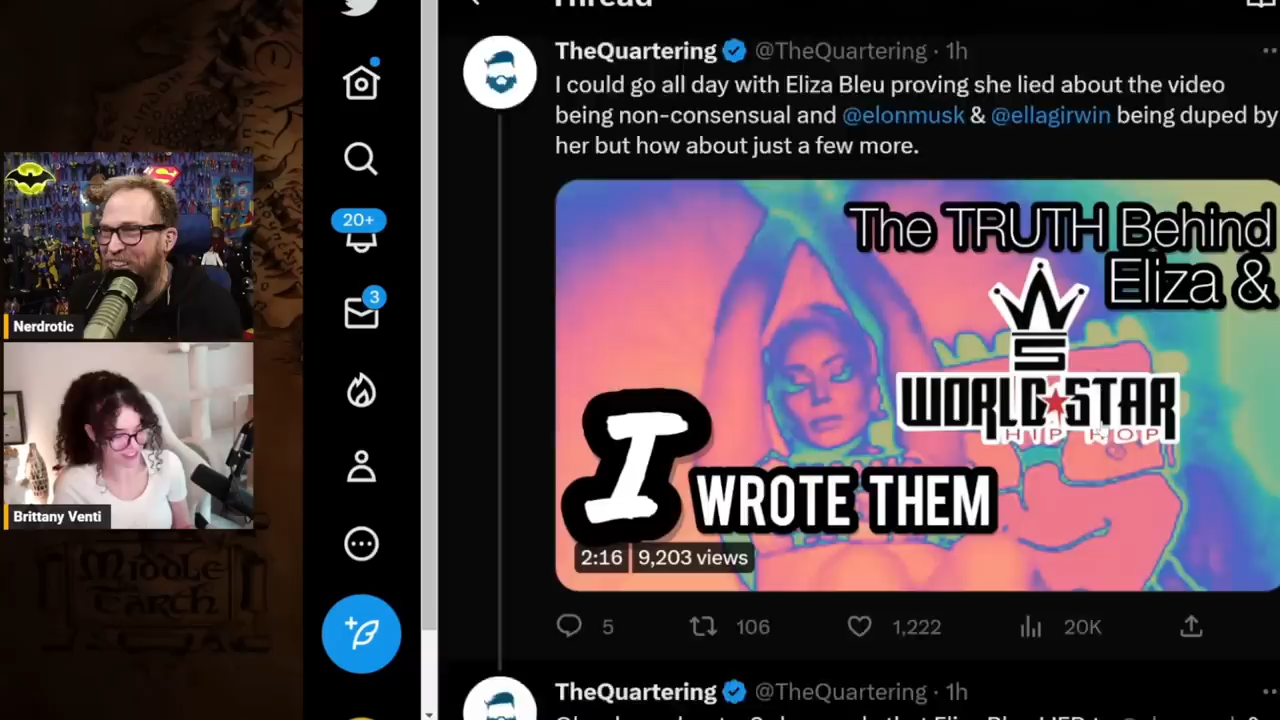 Thread
TheQuartering @TheQuartering · 1h
I could go all day with Eliza Bleu proving she lied about the video
being non-consensual and @elonmusk & @ellagirwin being duped by
her but how about just a few more.
The TRUTH Behind
Eliza &
WORLD STAR
HIP HOP
I WROTE THEM
2:16 9,203 views
5 106 1,222 20K
TheQuartering @TheQuartering · 1h
20+
3
Nerdrotic
Brittany Venti
MIDDLE
EARTH